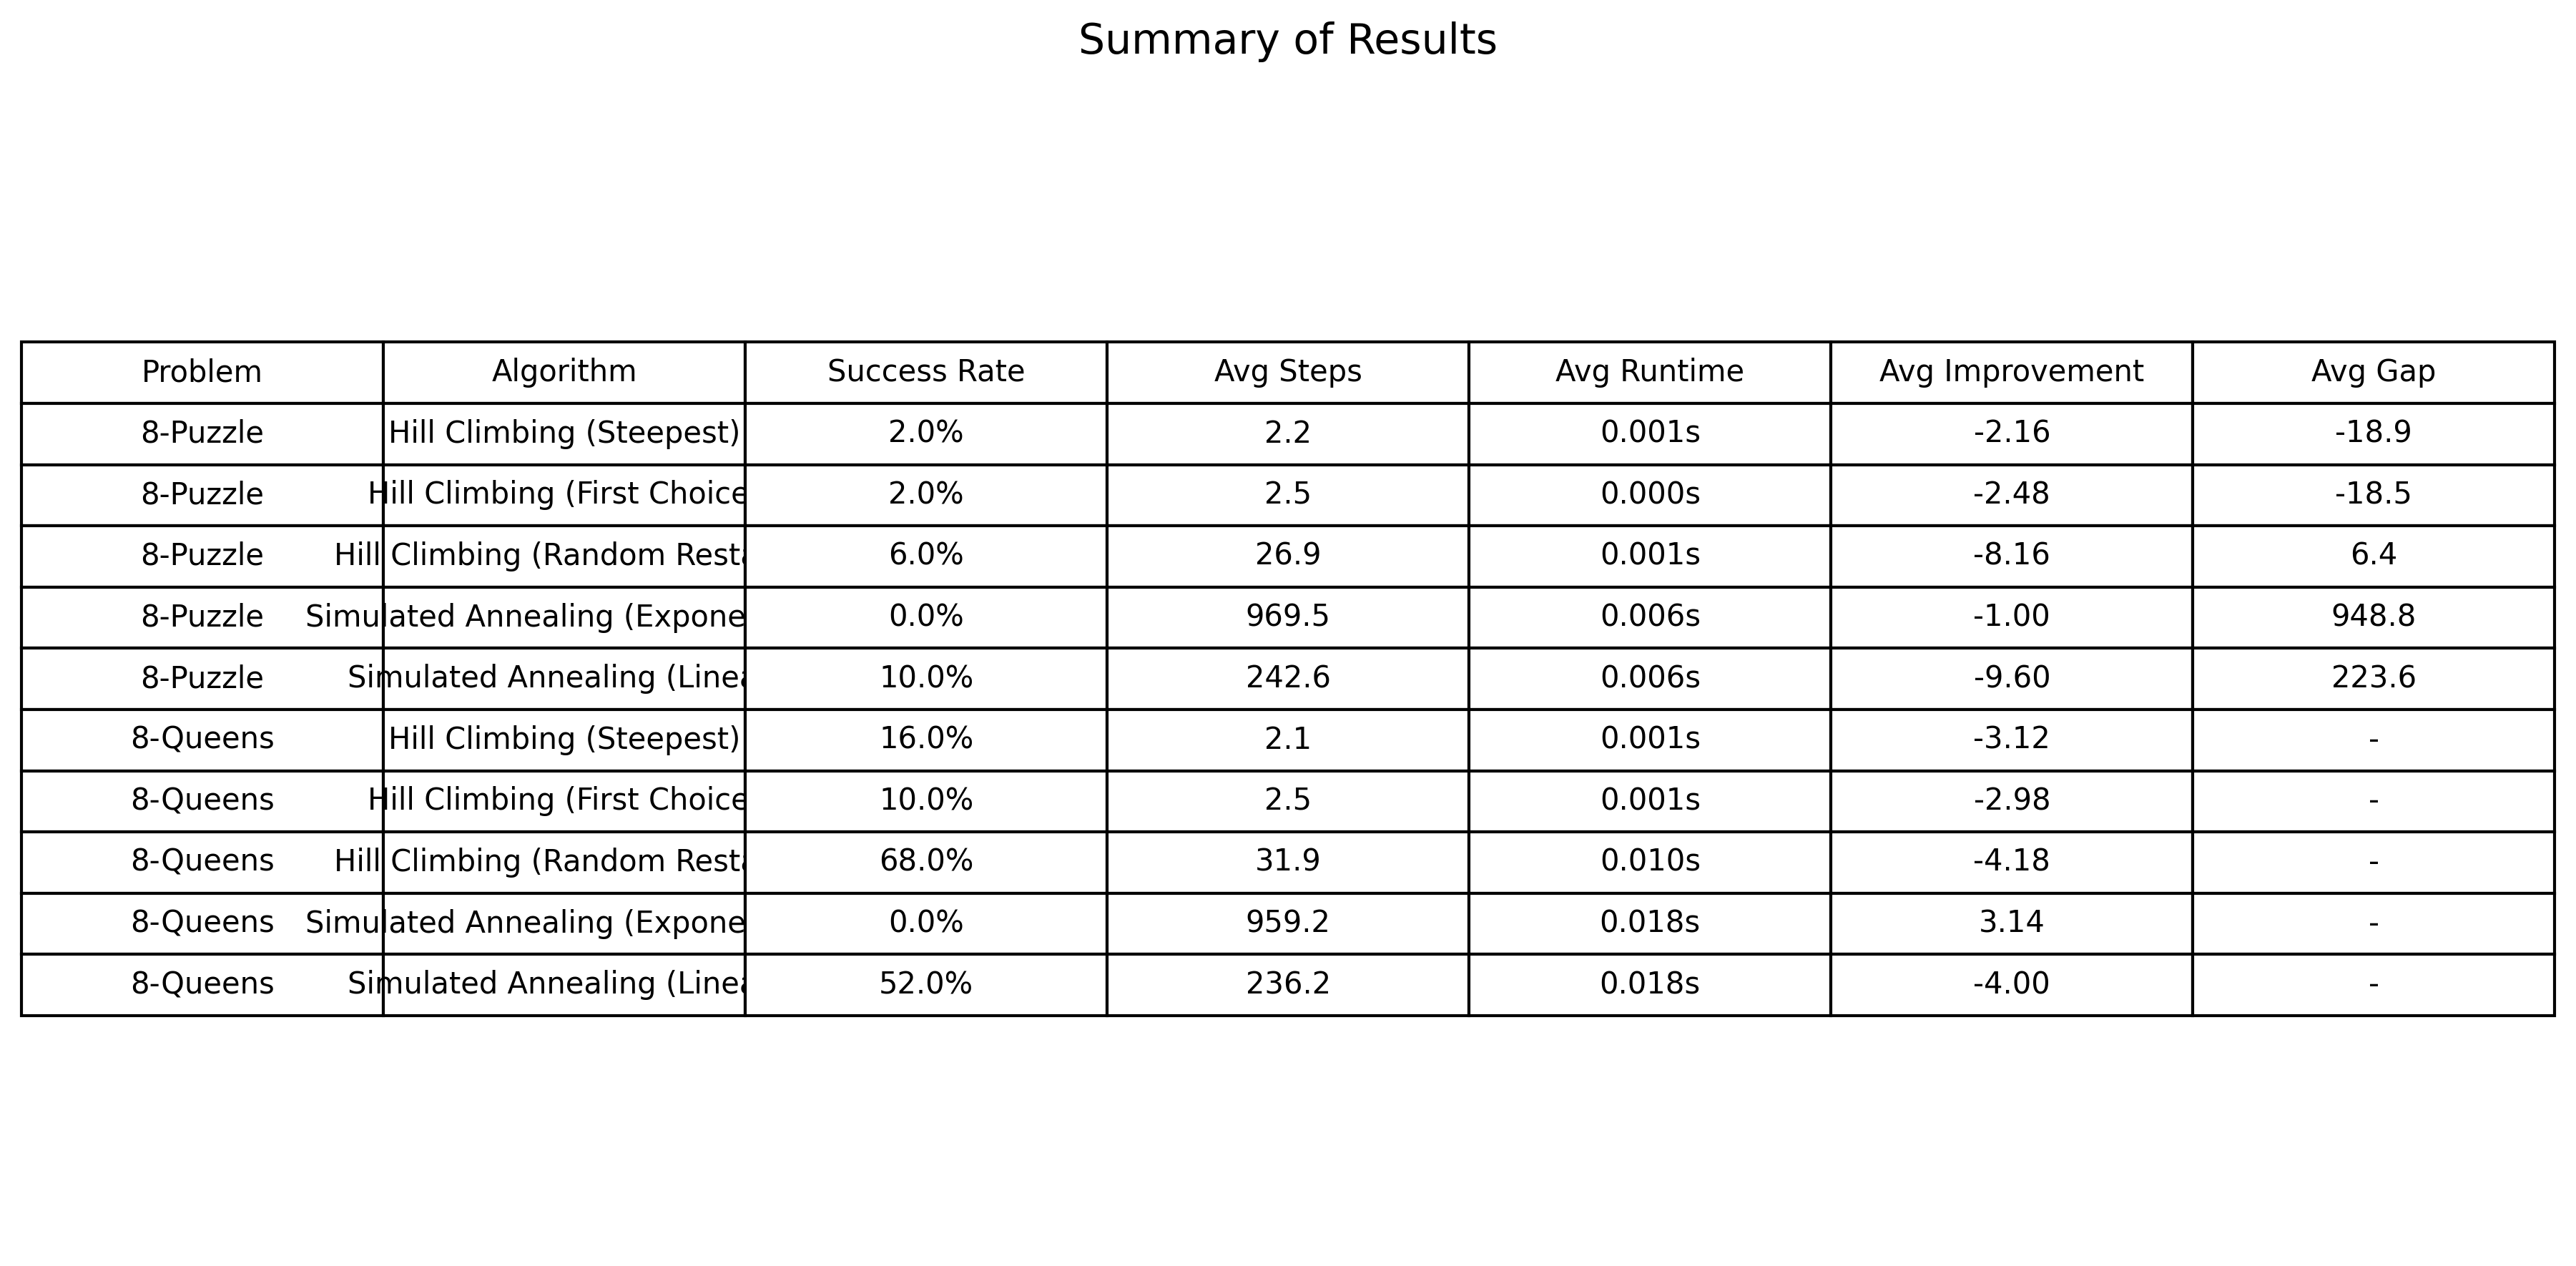 Summary of Results
Problem Algorithm Success Rate Avg Steps Avg Runtime Avg Improvement Avg Gap
8-Puzzle Hill Climbing (Steepest) 2.0% 2.2 0.001s -2.16 -18.9
8-Puzzle Hill Climbing (First Choice 2.0% 2.5 0.000s -2.48 -18.5
8-Puzzle Hill Climbing (Random Resta 6.0% 26.9 0.001s -8.16 6.4
8-Puzzle Simulated Annealing (Expone 0.0% 969.5 0.006s -1.00 948.8
8-Puzzle Simulated Annealing (Linea 10.0% 242.6 0.006s -9.60 223.6
8-Queens Hill Climbing (Steepest) 16.0% 2.1 0.001s -3.12 -
8-Queens Hill Climbing (First Choice 10.0% 2.5 0.001s -2.98 -
8-Queens Hill Climbing (Random Resta 68.0% 31.9 0.010s -4.18 -
8-Queens Simulated Annealing (Expone 0.0% 959.2 0.018s 3.14 -
8-Queens Simulated Annealing (Linea 52.0% 236.2 0.018s -4.00 -